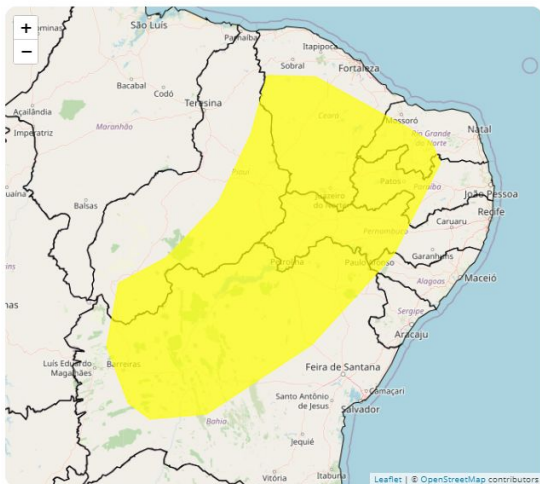 +
−
São Luís
Parnaíba
Itapipoca
Sobral
Fortaleza
Bacabal
Codó
Teresina
Ceará
Açailândia
Maranhão
Imperatriz
Mossoró
Rio Grande
do Norte
Natal
Piauí
Patos
Paraíba
Juazeiro
do Norte
João Pessoa
Balsas
Recife
Caruaru
Pernambuco
Petrolina
Paulo Afonso
Garanhuns
Alagoas
Maceió
Sergipe
Aracaju
Luís Eduardo
Magalhães
Barreiras
Feira de Santana
Santo Antônio
de Jesus
Camaçari
Salvador
Bahia
Jequié
Vitória
Itabuna
Leaflet | © OpenStreetMap contributors